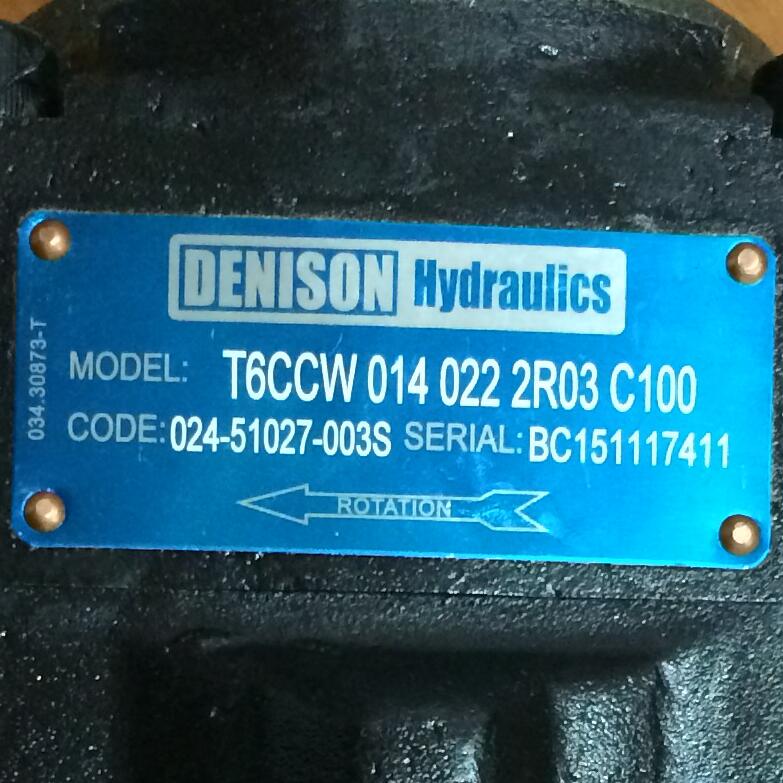 DENISON Hydraulics
MODEL: T6CCW 014 022 2R03 C100
CODE: 024-51027-003S SERIAL: BC151117411
ROTATION
034.30873-T